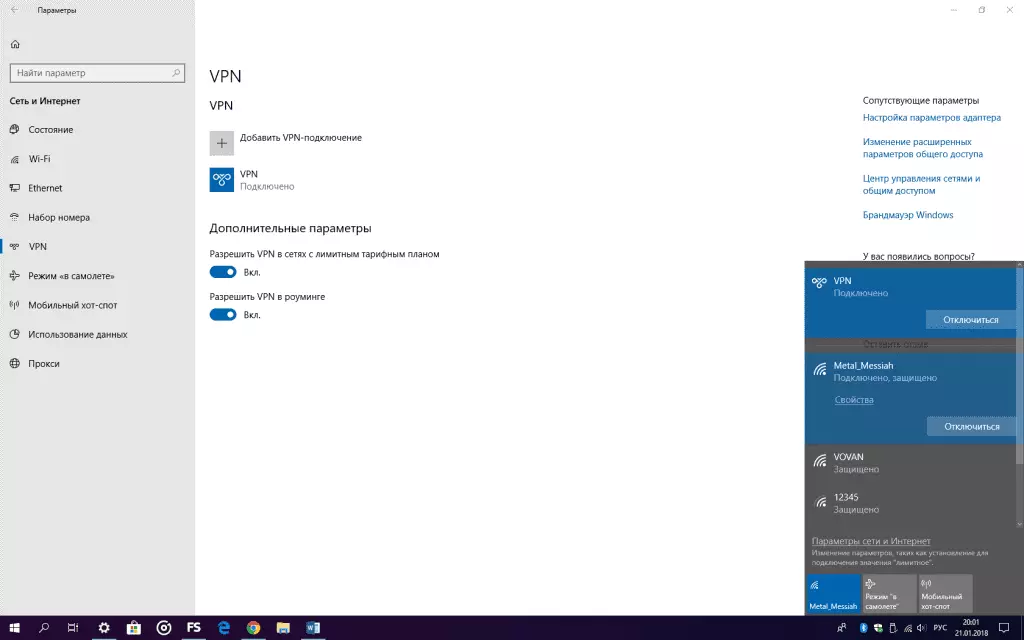 Параметры
Найти параметр
Сеть и Интернет
Состояние
Wi-Fi
Ethernet
Набор номера
VPN
Режим «в самолете»
Мобильный хот-спот
Использование данных
Прокси
VPN
VPN
Добавить VPN-подключение
VPN
Подключено
Дополнительные параметры
Разрешить VPN в сетях с лимитным тарифным планом
Вкл.
Разрешить VPN в роуминге
Вкл.
Сопутствующие параметры
Настройка параметров адаптера
Изменение расширенных
параметров общего доступа
Центр управления сетями и
общим доступом
Брандмауэр Windows
У вас появились вопросы?
VPN
Подключено
Отключиться
Оставить отзыв
Metal_Messiah
Подключено, защищено
Свойства
Отключиться
VOVAN
Защищено
12345
Защищено
Параметры сети и Интернет
Изменение параметров, таких как установление для
подключения значения "лимитное".
Metal_Messiah
Режим "в
самолете"
Мобильный
хот-спот
FS
РУС
20:01
21.01.2018